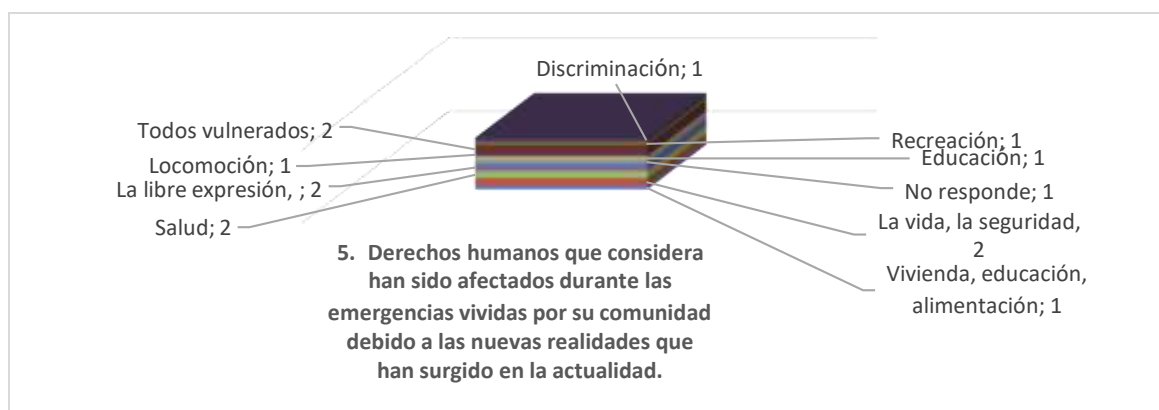 Discriminación; 1
Todos vulnerados; 2
Locomoción; 1
La libre expresión, ; 2
Salud; 2
Recreación; 1
Educación; 1
No responde; 1
La vida, la seguridad,
2
Vivienda, educación,
alimentación; 1
5. Derechos humanos que considera
han sido afectados durante las
emergencias vividas por su comunidad
debido a las nuevas realidades que
han surgido en la actualidad.